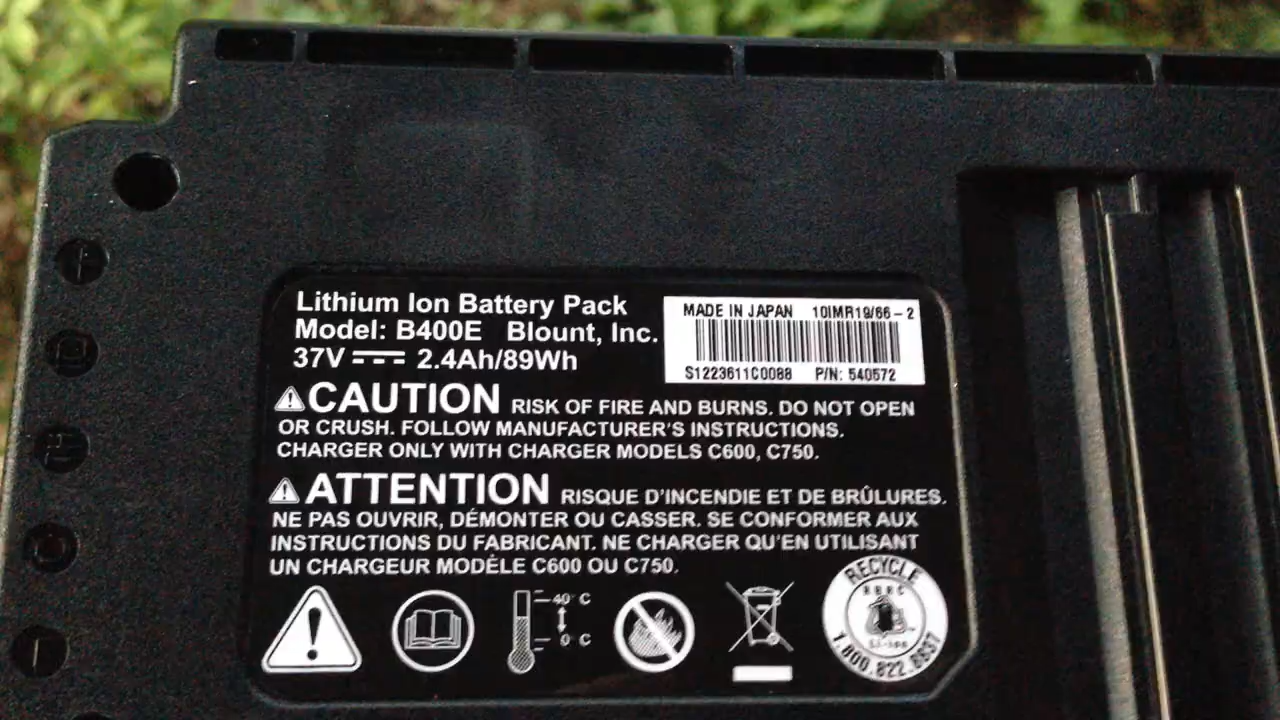 Lithium Ion Battery Pack
Model: B400E Blount, Inc.
37V 2.4Ah/89Wh
MADE IN JAPAN 10IMR19/66-2
S1223611C0088 P/N: 540572
CAUTION RISK OF FIRE AND BURNS. DO NOT OPEN
OR CRUSH. FOLLOW MANUFACTURER'S INSTRUCTIONS.
CHARGER ONLY WITH CHARGER MODELS C600, C750.
ATTENTION RISQUE D'INCENDIE ET DE BRÛLURES.
NE PAS OUVRIR, DÉMONTER OU CASSER. SE CONFORMER AUX
INSTRUCTIONS DU FABRICANT. NE CHARGER QU'EN UTILISANT
UN CHARGEUR MODÈLE C600 OU C750.
40° C
0° C
RECYCLE
RBRC
Li-ion
1.800.822.8837